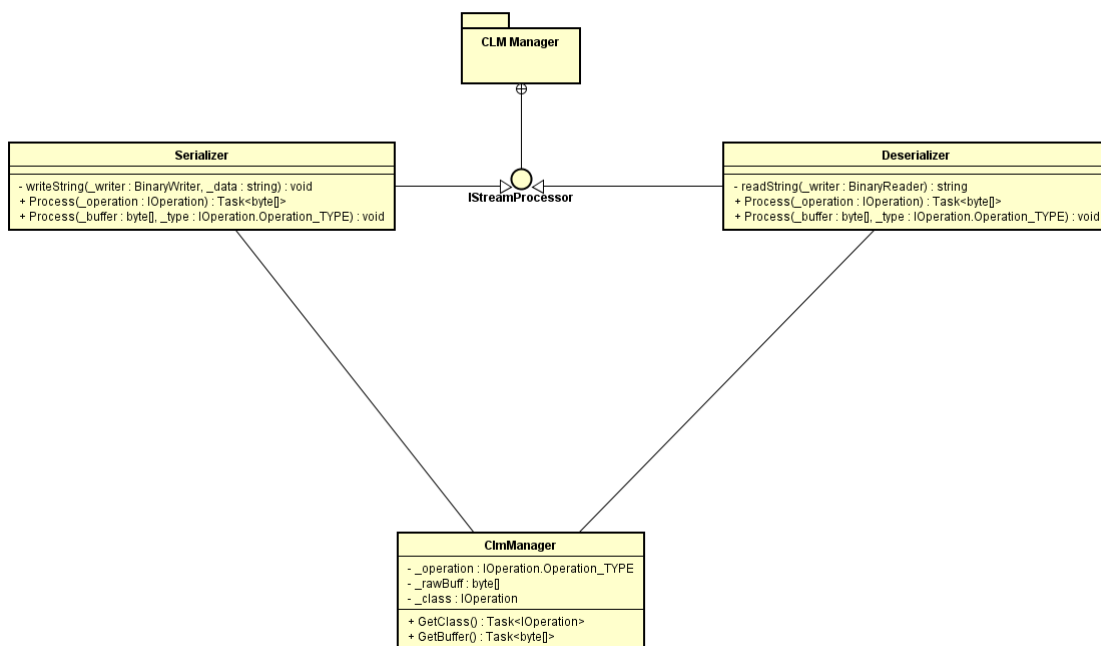 CLM Manager
Serializer
- writeString(_writer : BinaryWriter, _data : string) : void
+ Process(_operation : IOperation) : Task<byte[]>
+ Process(_buffer : byte[], _type : IOperation.Operation_TYPE) : void
IStreamProcessor
Deserializer
- readString(_writer : BinaryReader) : string
+ Process(_operation : IOperation) : Task<byte[]>
+ Process(_buffer : byte[], _type : IOperation.Operation_TYPE) : void
ClmManager
- _operation : IOperation.Operation_TYPE
- _rawBuff : byte[]
- _class : IOperation
+ GetClass() : Task<IOperation>
+ GetBuffer() : Task<byte[]>